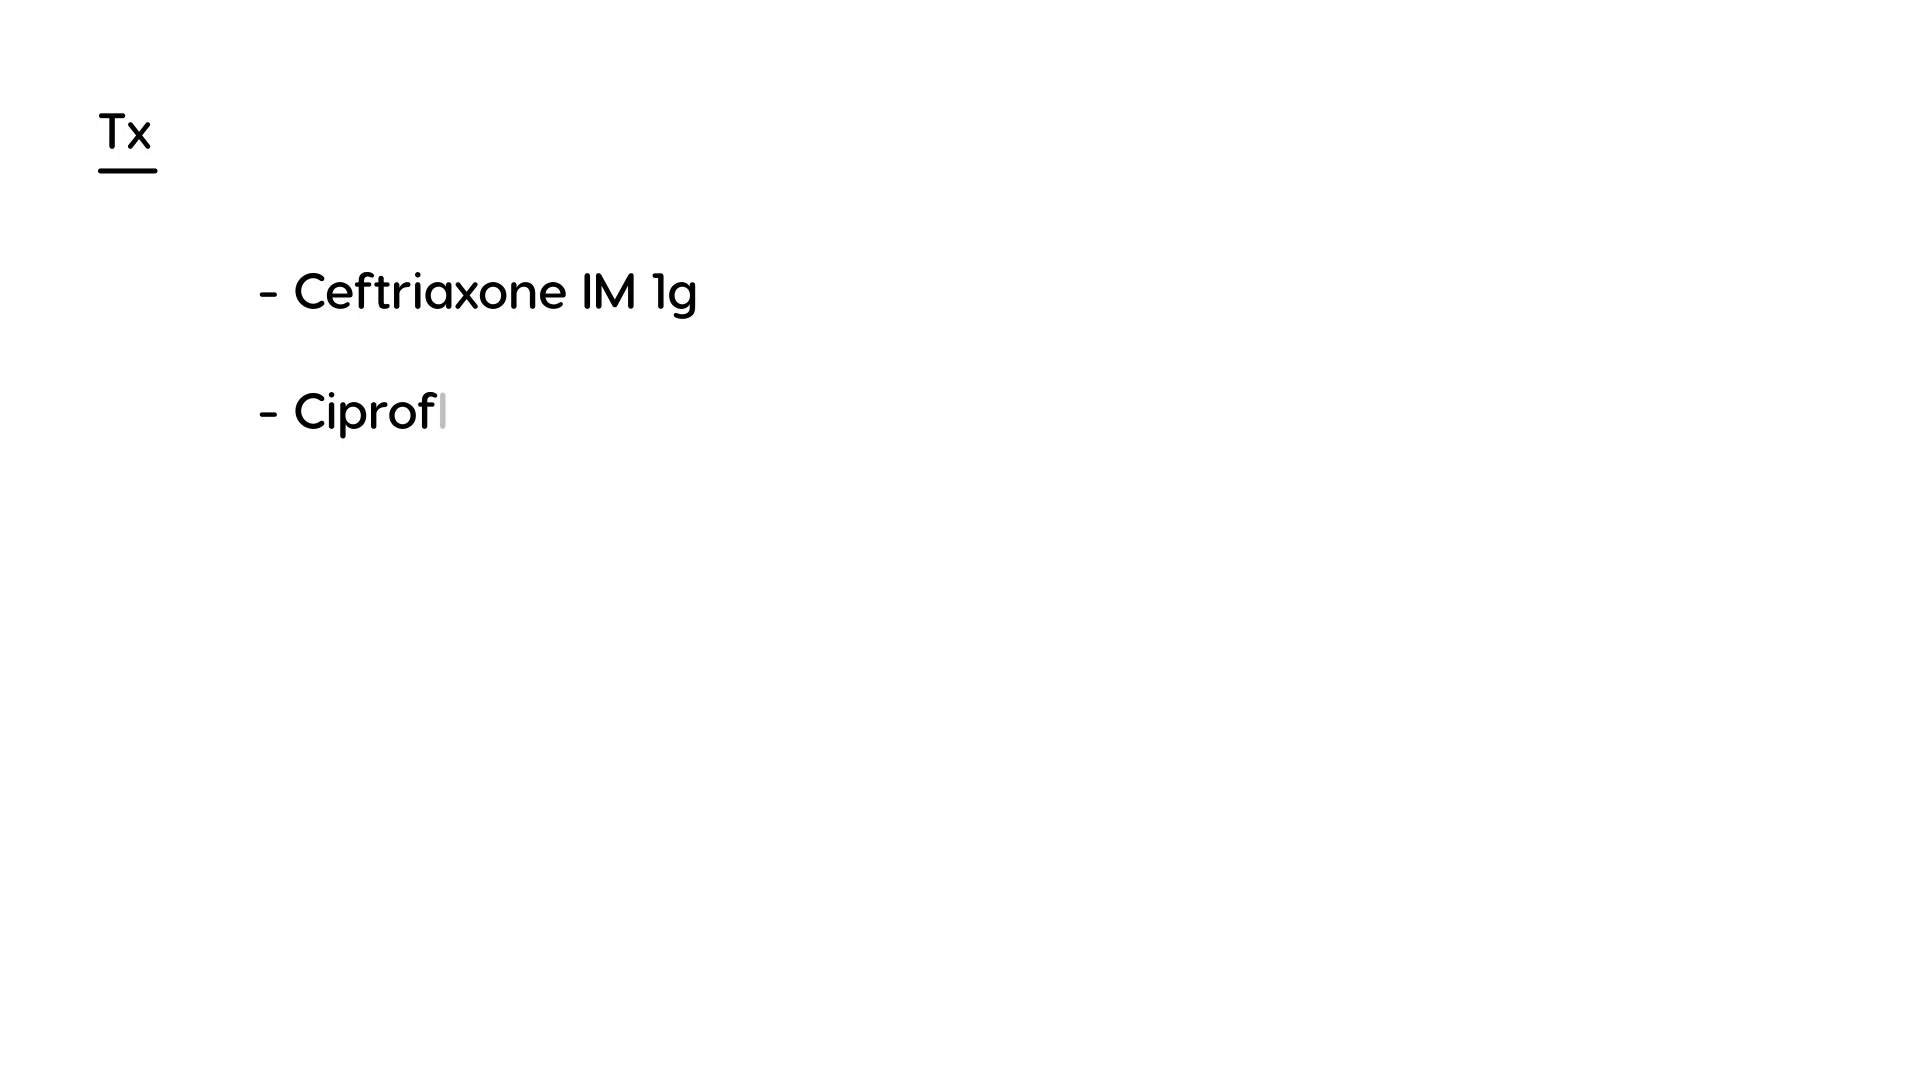 Tx
- Ceftriaxone IM 1g
- Ciprofl